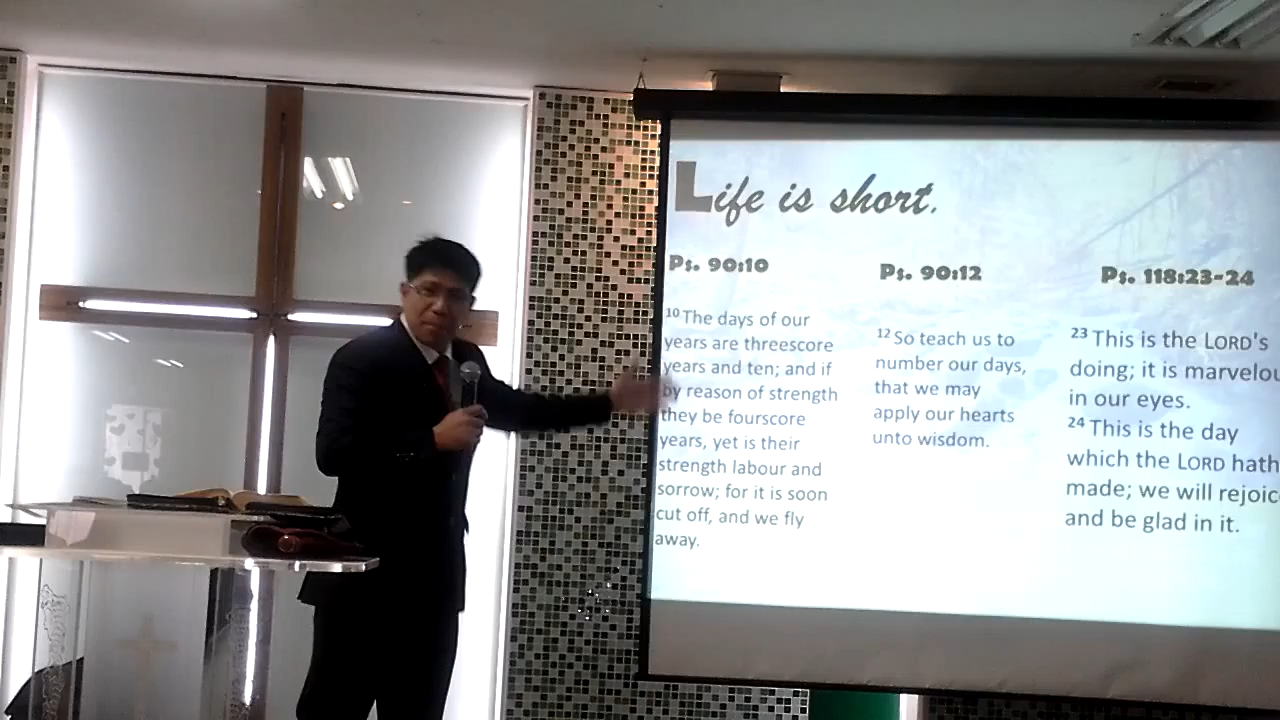 Life is short.
Ps. 90:10
10 The days of our
years are threescore
years and ten; and if
by reason of strength
they be fourscore
years, yet is their
strength labour and
sorrow; for it is soon
cut off, and we fly
away.
Ps. 90:12
12 So teach us to
number our days,
that we may
apply our hearts
unto wisdom.
Ps. 118:23-24
23 This is the LORD's
doing; it is marvelou
in our eyes.
24 This is the day
which the LORD hath
made; we will rejoic
and be glad in it.